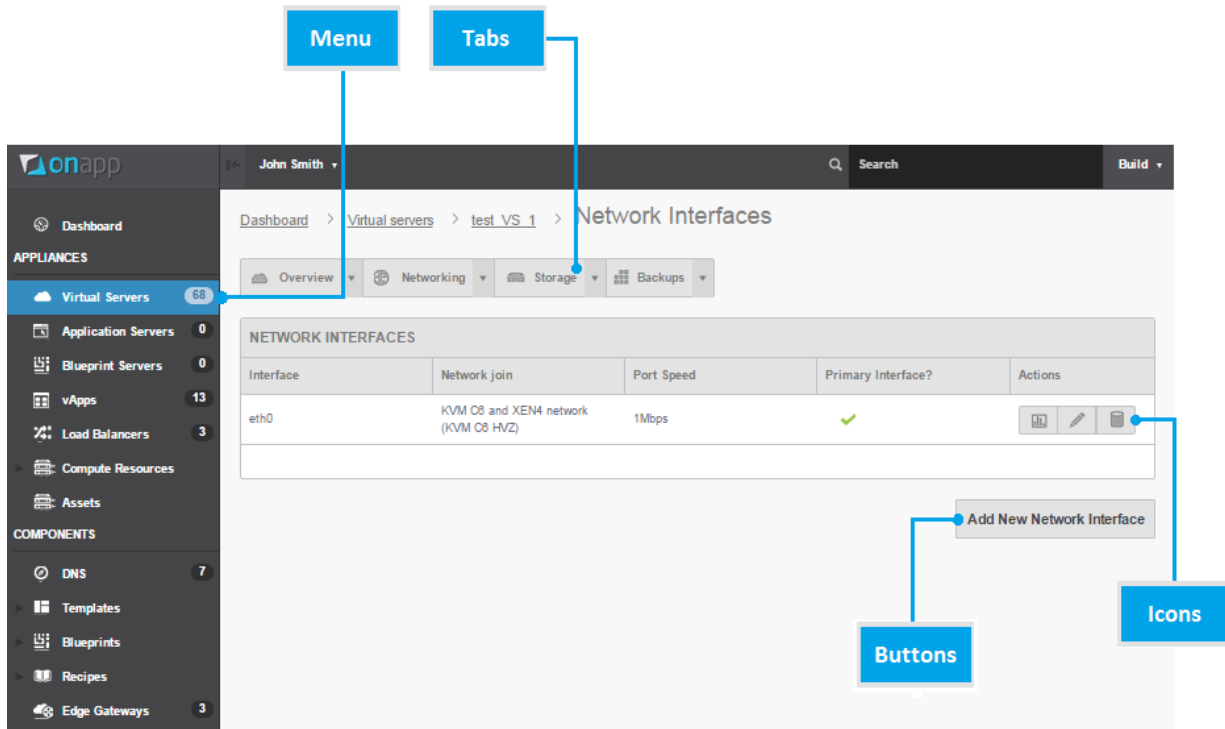 Menu
Tabs
onapp
John Smith
Search
Build
Dashboard
APPLIANCES
Virtual Servers 68
Application Servers 0
Blueprint Servers 0
vApps 13
Load Balancers 3
Compute Resources
Assets
COMPONENTS
DNS 7
Templates
Blueprints
Recipes
Edge Gateways 3
Dashboard > Virtual servers > test_VS_1 > Network Interfaces
Overview Networking Storage Backups
NETWORK INTERFACES
Interface Network join Port Speed Primary Interface? Actions
eth0 KVM C6 and XEN4 network 1Mbps
(KVM C6 HVZ)
Add New Network Interface
Icons
Buttons